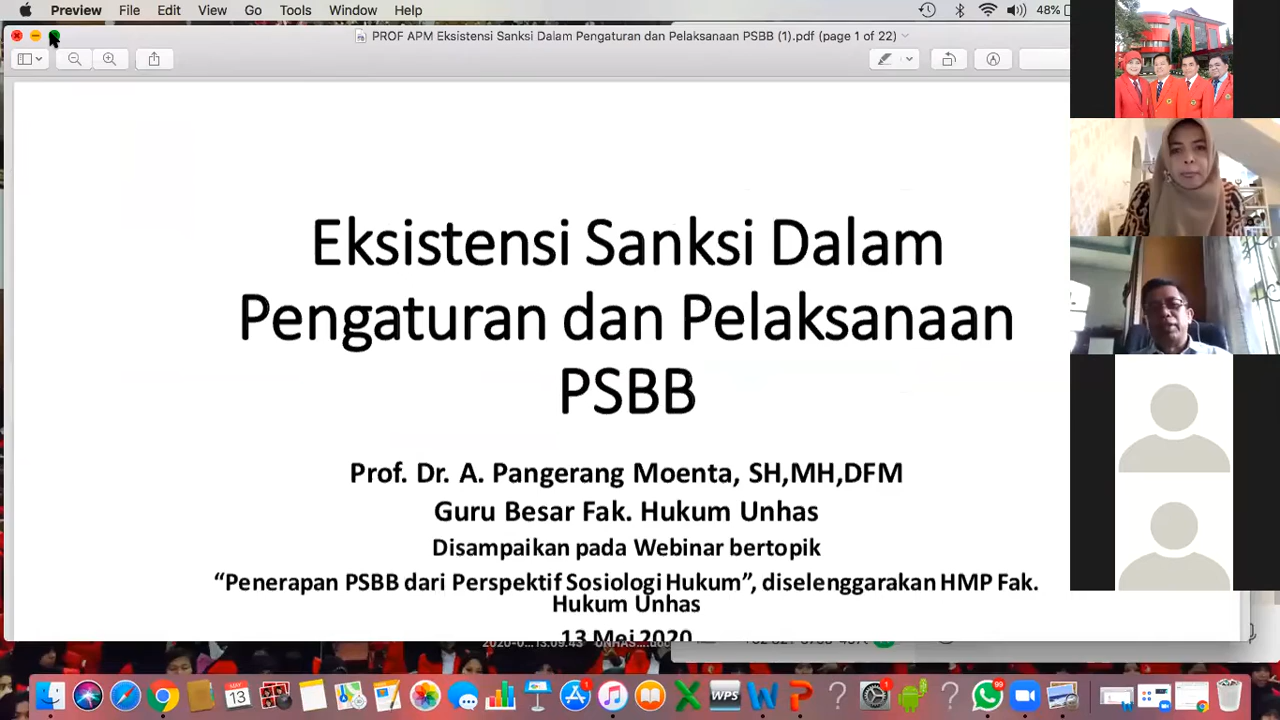 Preview File Edit View Go Tools Window Help 48%
PROF APM Eksistensi Sanksi Dalam Pengaturan dan Pelaksanaan PSBB (1).pdf (page 1 of 22)
Eksistensi Sanksi Dalam
Pengaturan dan Pelaksanaan
PSBB
Prof. Dr. A. Pangerang Moenta, SH,MH,DFM
Guru Besar Fak. Hukum Unhas
Disampaikan pada Webinar bertopik
“Penerapan PSBB dari Perspektif Sosiologi Hukum”, diselenggarakan HMP Fak.
Hukum Unhas
13 Mei 2020
13
99
WPS